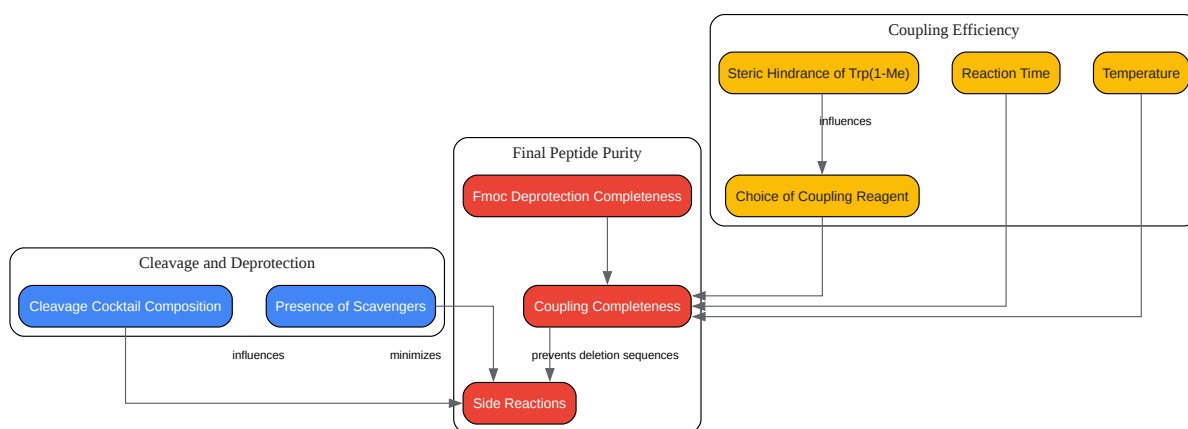 Coupling Efficiency
Steric Hindrance of Trp(1-Me)
Reaction Time
Temperature
influences
Final Peptide Purity
Fmoc Deprotection Completeness
Choice of Coupling Reagent
Cleavage and Deprotection
Cleavage Cocktail Composition
Presence of Scavengers
Coupling Completeness
influences
minimizes
prevents deletion sequences
Side Reactions